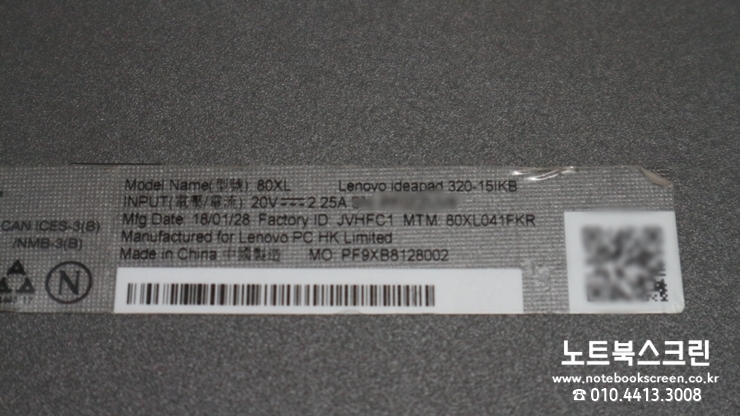 Model Name(型號) 80XL Lenovo ideapad 320-15IKB
INPUT(電壓/電流) 20V⎓ 2.25A
Mfg Date: 18/01/28 Factory ID: JVHFC1 MTM: 80XL041FKR
Manufactured for Lenovo PC HK Limited
Made in China 中國製造 MO: PF9XB8128002
CAN ICES-3(B)
/NMB-3(B)
N
노트북스크린
www.notebookscreen.co.kr
☎ 010.4413.3008